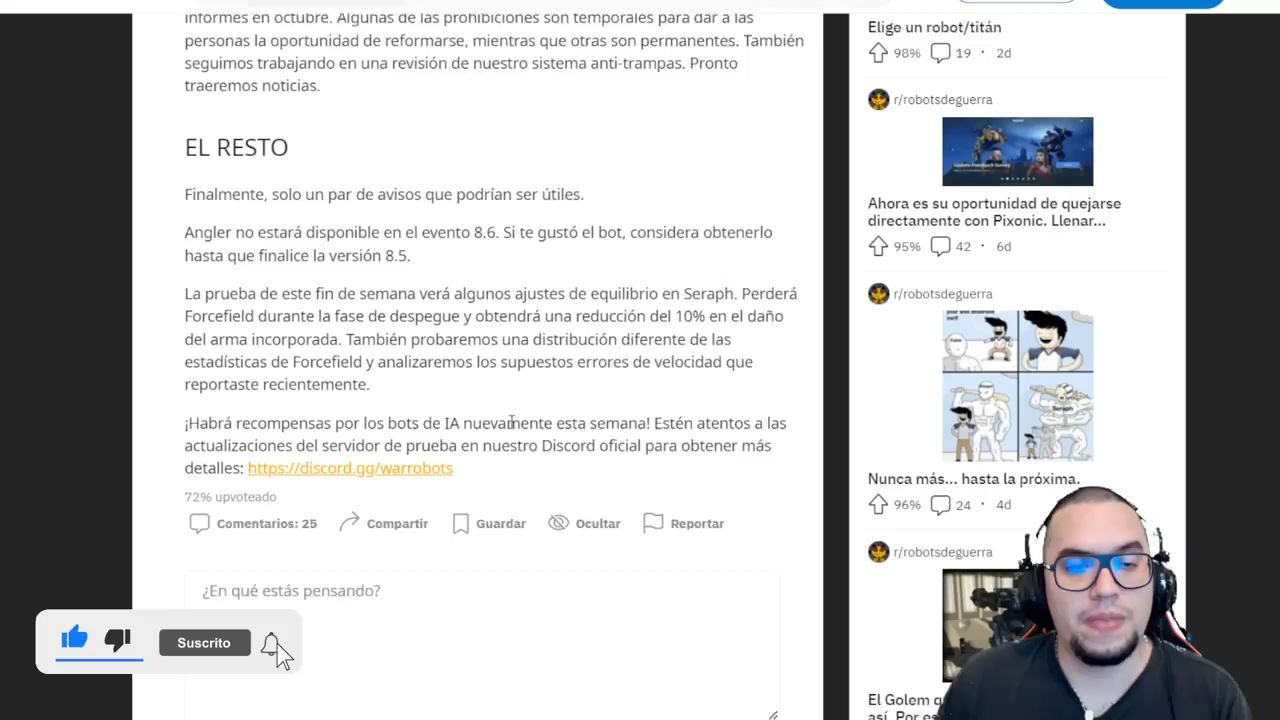 informes en octubre. Algunas de las prohibiciones son temporales para dar a las
personas la oportunidad de reformarse, mientras que otras son permanentes. También
seguimos trabajando en una revisión de nuestro sistema anti-trampas. Pronto
traeremos noticias.
EL RESTO
Finalmente, solo un par de avisos que podrían ser útiles.
Angler no estará disponible en el evento 8.6. Si te gustó el bot, considera obtenerlo
hasta que finalice la versión 8.5.
La prueba de este fin de semana verá algunos ajustes de equilibrio en Seraph. Perderá
Forcefield durante la fase de despegue y obtendrá una reducción del 10% en el daño
del arma incorporada. También probaremos una distribución diferente de las
estadísticas de Forcefield y analizaremos los supuestos errores de velocidad que
reportaste recientemente.
¡Habrá recompensas por los bots de IA nuevamente esta semana! Estén atentos a las
actualizaciones del servidor de prueba en nuestro Discord oficial para obtener más
detalles: https://discord.gg/warrobots
72% upvoteado
Comentarios: 25
Compartir
Guardar
Ocultar
Reportar
¿En qué estás pensando?
Suscrito
Elige un robot/titán
98% 19 · 2d
r/robotsdeguerra
Ahora es su oportunidad de quejarse
directamente con Pixonic. Llenar...
95% 42 · 6d
r/robotsdeguerra
Seraph
Nunca más... hasta la próxima.
96% 24 · 4d
r/robotsdeguerra
El Golem
así. Por